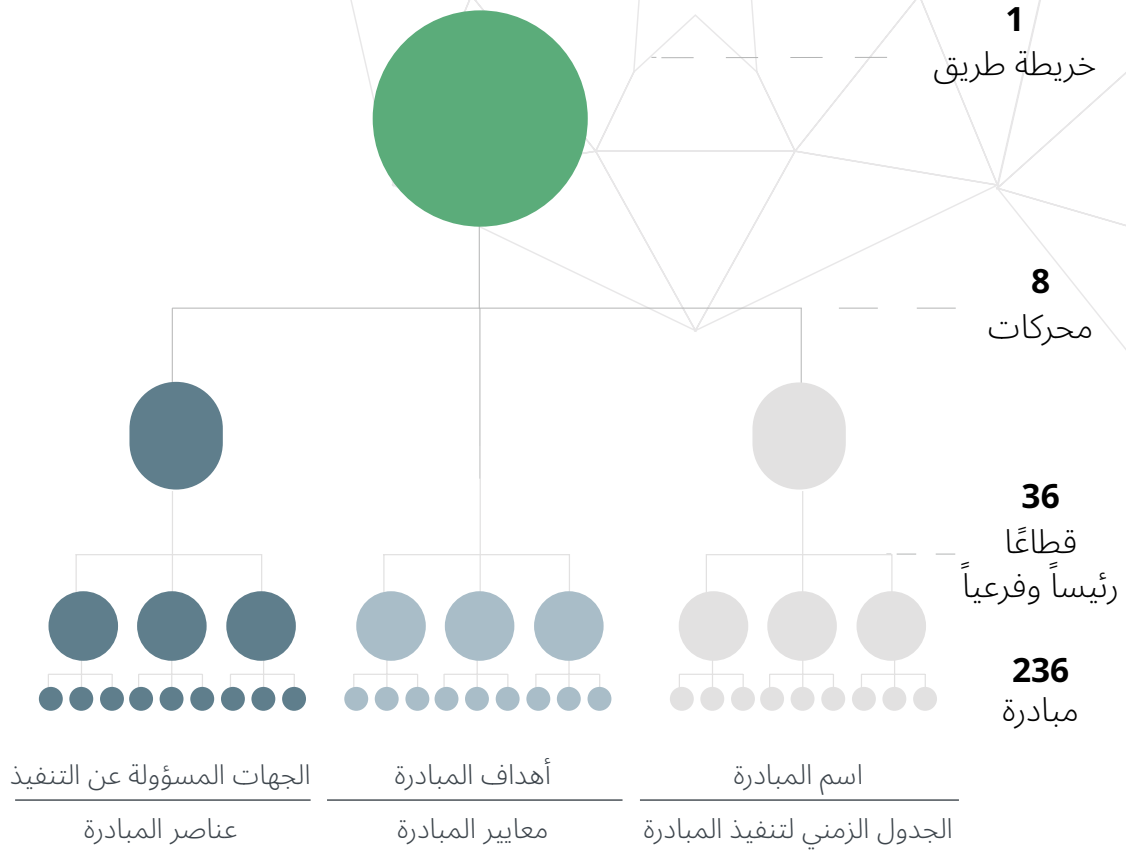 1
خريطة طريق
8
محركات
36
قطاعًا
رئيساً وفرعياً
236
مبادرة
اسم المبادرة
أهداف المبادرة
الجهات المسؤولة عن التنفيذ
الجدول الزمني لتنفيذ المبادرة
معايير المبادرة
عناصر المبادرة